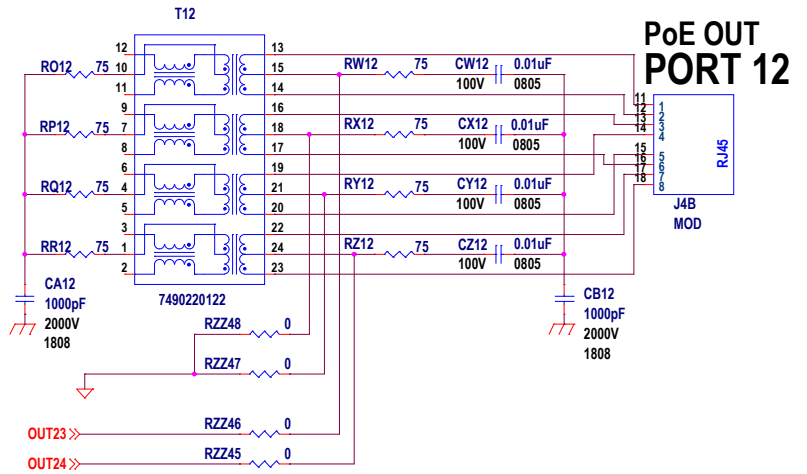 T12
PoE OUT
PORT 12
12 13 RW12 75 CW12 0.01uF
RO12 75 10 15 100V 0805
11 14
9 16 RX12 75 CX12 0.01uF
RP12 75 7 18 100V 0805
8 17
6 19 RY12 75 CY12 0.01uF
RQ12 75 4 21 100V 0805
5 20
3 22 RZ12 75 CZ12 0.01uF
RR12 75 1 24 100V 0805
2 23
11 1
12 2
13 3
14 4
15 5
16 6
17 7
18 8
RJ45
J4B
MOD
CA12
1000pF
2000V
1808
7490220122
CB12
1000pF
2000V
1808
RZZ48 0
RZZ47 0
RZZ46 0
OUT23
RZZ45 0
OUT24